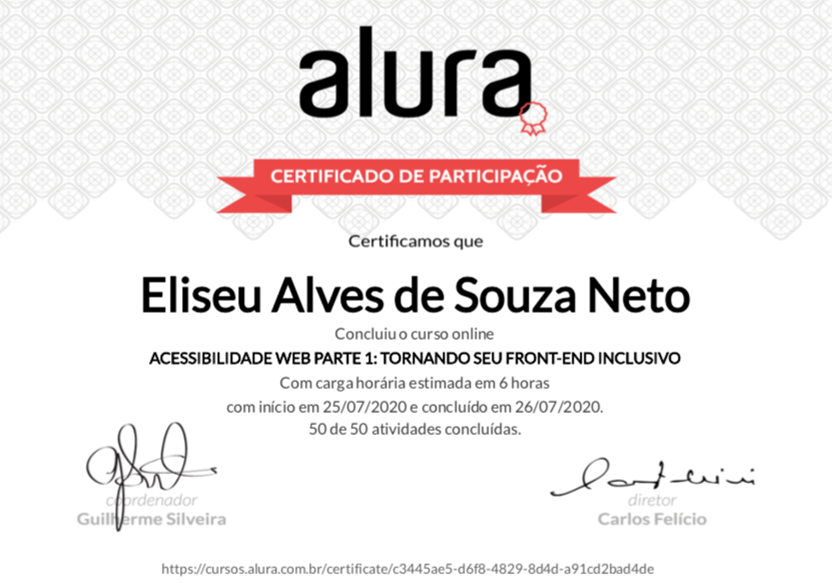 alura
CERTIFICADO DE PARTICIPAÇÃO
Certificamos que
Eliseu Alves de Souza Neto
Concluiu o curso online
ACESSIBILIDADE WEB PARTE 1: TORNANDO SEU FRONT-END INCLUSIVO
Com carga horária estimada em 6 horas
com início em 25/07/2020 e concluído em 26/07/2020.
50 de 50 atividades concluídas.
coordenador
Guilherme Silveira
diretor
Carlos Felício
https://cursos.alura.com.br/certificate/c3445ae5-d6f8-4829-8d4d-a91cd2bad4de